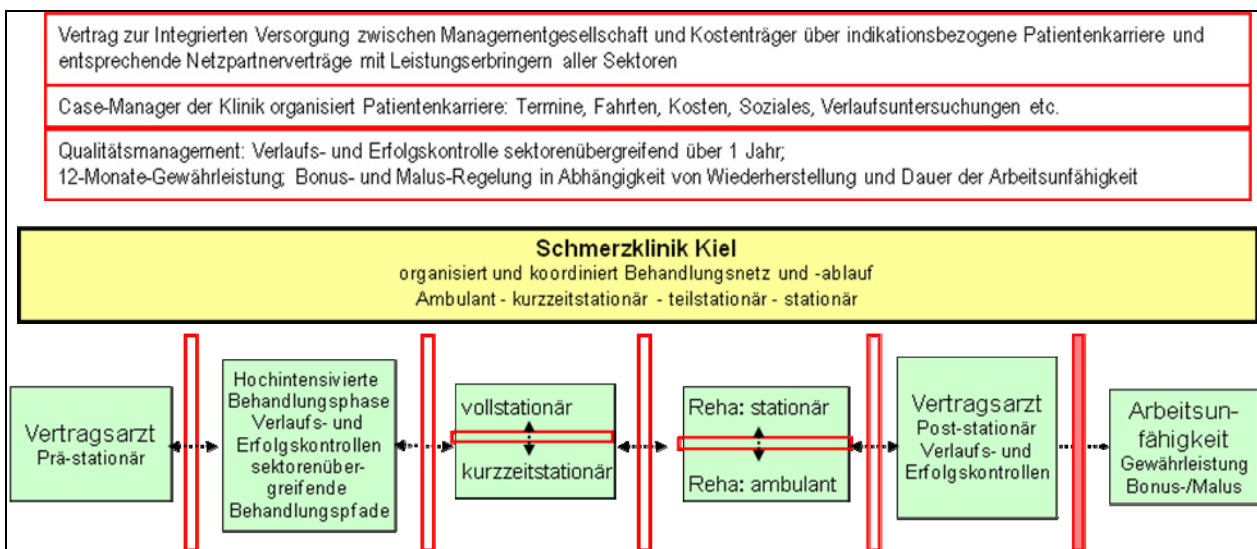 Vertrag zur Integrierten Versorgung zwischen Managementgesellschaft und Kostenträger über indikationsbezogene Patientenkarriere und
entsprechende Netzpartnerverträge mit Leistungserbringern aller Sektoren
Case-Manager der Klinik organisiert Patientenkarriere: Termine, Fahrten, Kosten, Soziales, Verlaufsuntersuchungen etc.
Qualitätsmanagement: Verlaufs- und Erfolgskontrolle sektorenübergreifend über 1 Jahr;
12-Monate-Gewährleistung; Bonus- und Malus-Regelung in Abhängigkeit von Wiederherstellung und Dauer der Arbeitsunfähigkeit
Schmerzklinik Kiel
organisiert und koordiniert Behandlungsnetz und -ablauf
Ambulant - kurzzeitstationär - teilstationär - stationär
Vertragsarzt
Prä-stationär
Hochintensivierte
Behandlungsphase
Verlaufs- und
Erfolgskontrollen
sektorenüber-
greifende
Behandlungspfade
vollstationär
kurzzeitstationär
Reha: stationär
Reha: ambulant
Vertragsarzt
Post-stationär
Verlaufs- und
Erfolgskontrollen
Arbeitsun-
fähigkeit
Gewährleistung
Bonus-/Malus